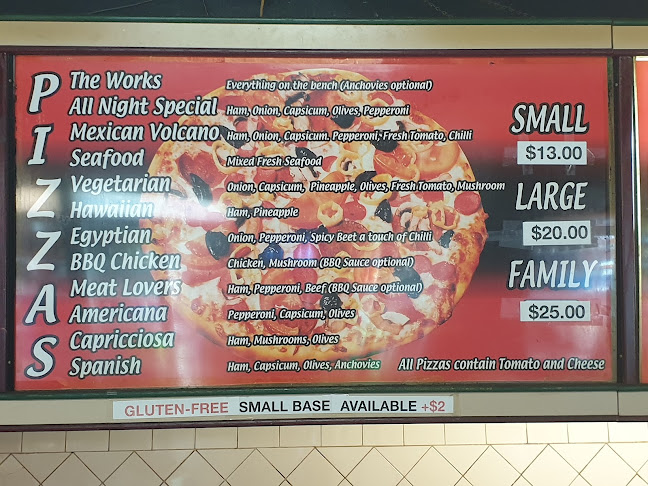 PIZZAS
The Works Everything on the bench (Anchovies optional)
All Night Special Ham, Onion, Capsicum, Olives, Pepperoni
Mexican Volcano Ham, Onion, Capsicum, Pepperoni, Fresh Tomato, Chilli
Seafood Mixed Fresh Seafood
Vegetarian Onion, Capsicum, Pineapple, Olives, Fresh Tomato, Mushroom
Hawaiian Ham, Pineapple
Egyptian Onion, Pepperoni, Spicy Beef a touch of Chilli
BBQ Chicken Chicken, Mushroom (BBQ Sauce optional)
Meat Lovers Ham, Pepperoni, Beef (BBQ Sauce optional)
Americana Pepperoni, Capsicum, Olives
Capricciosa Ham, Mushrooms, Olives
Spanish Ham, Capsicum, Olives, Anchovies
All Pizzas contain Tomato and Cheese
SMALL
$13.00
LARGE
$20.00
FAMILY
$25.00
GLUTEN-FREE SMALL BASE AVAILABLE +$2